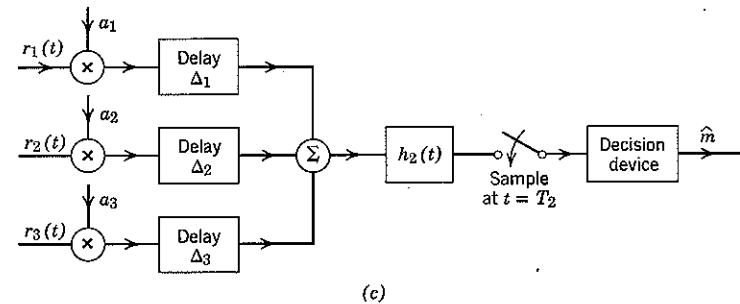 a₁
r₁(t)
×
Delay
Δ₁
a₂
r₂(t)
×
Delay
Δ₂
Σ
h₂(t)
Sample
at t = T₂
Decision
device
m̂
a₃
r₃(t)
×
Delay
Δ₃
(c)